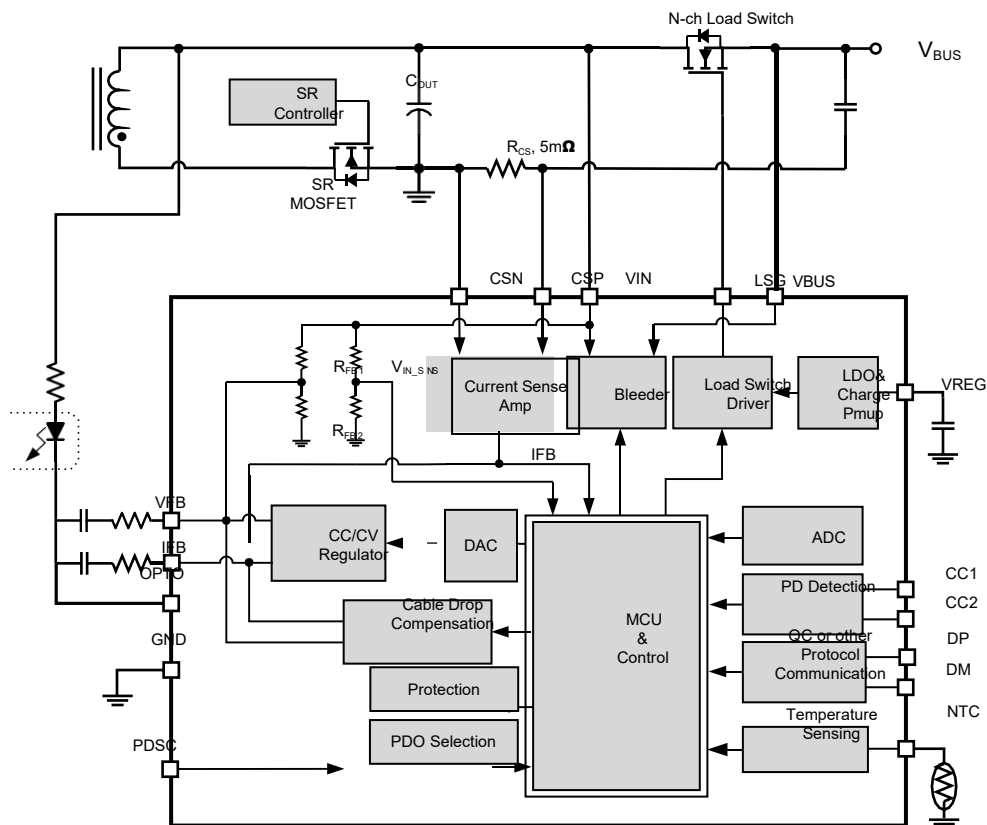 N-ch Load Switch
VBUS
COUT
SR
Controller
RCS, 5mΩ
SR
MOSFET
CSN
CSP
VIN
LSG
VBUS
RFB1
VIN_SNS
Current Sense
Amp
Bleeder
Load Switch
Driver
LDO&
Charge
Pmup
VREG
RFB2
IFB
VFB
CC/CV
Regulator
DAC
ADC
IFB
OPTO
PD Detection
CC1
CC2
Cable Drop
Compensation
MCU
&
Control
GND
QC or other
Protocol
Communication
DP
DM
Protection
NTC
Temperature
Sensing
PDO Selection
PDSC